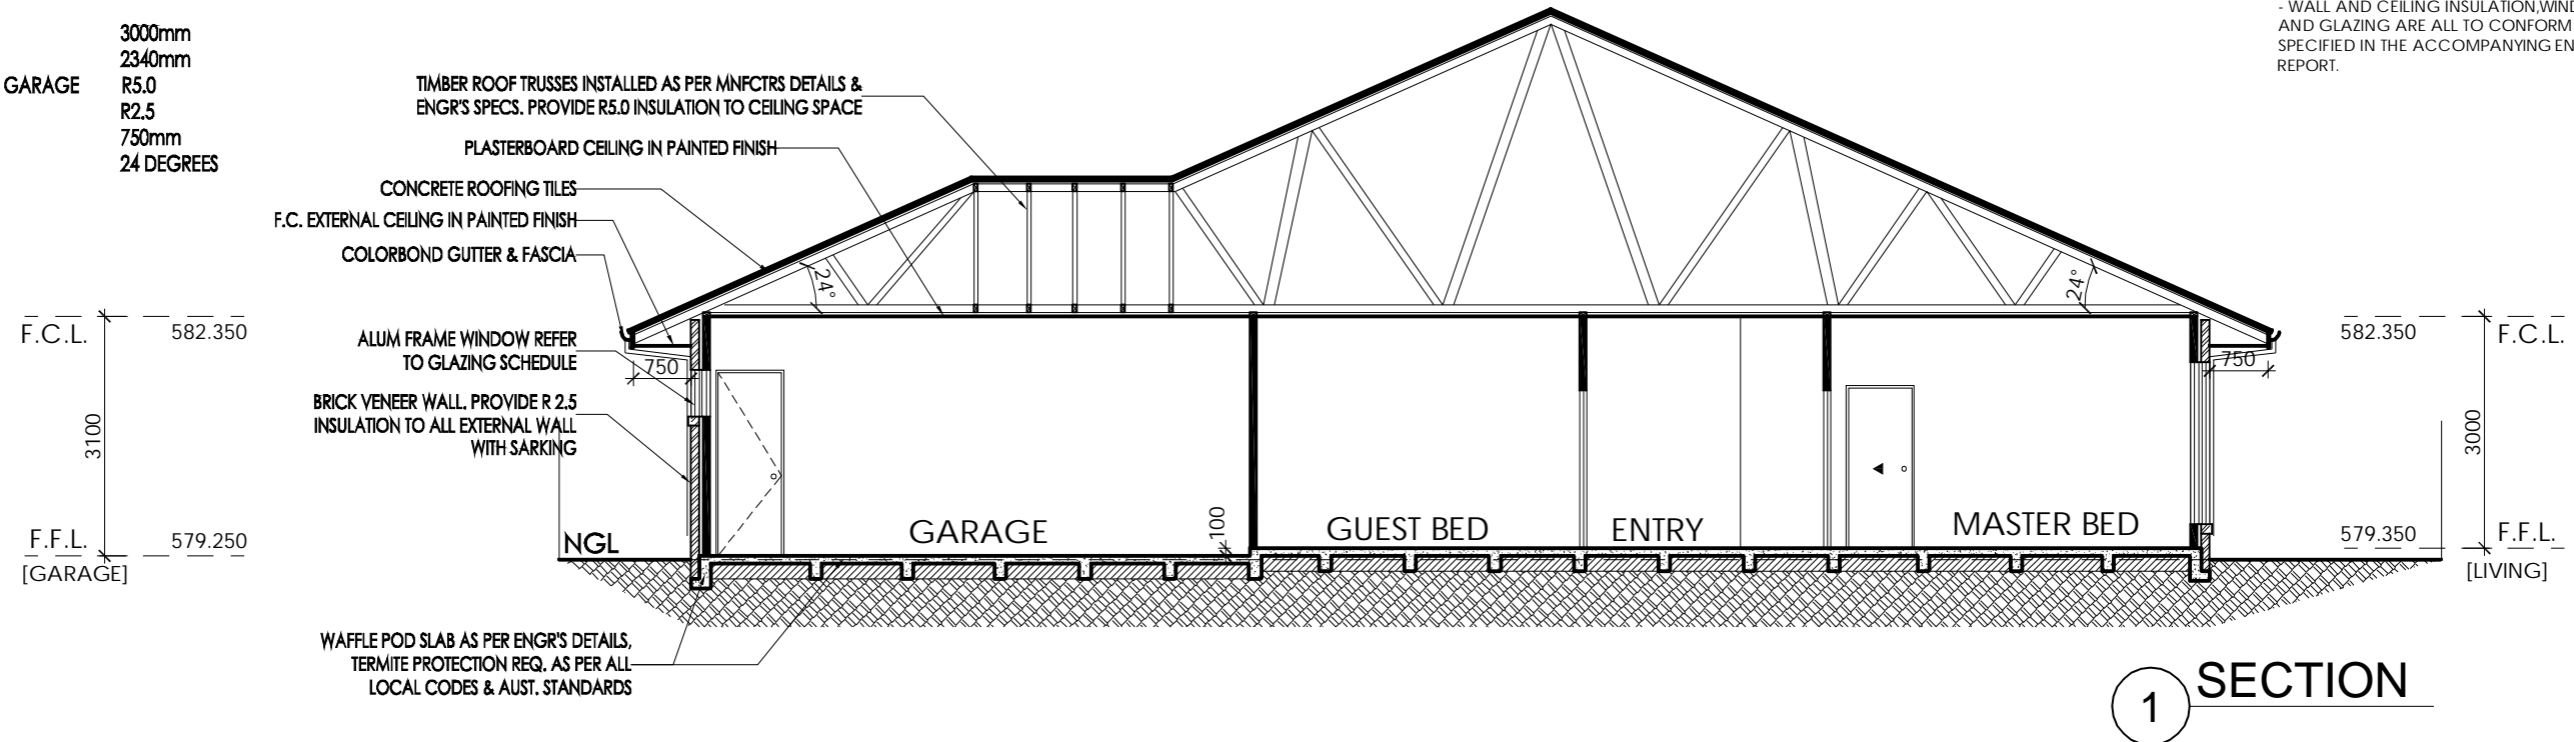 3000mm
2340mm
GARAGE R5.0
R2.5
750mm
24 DEGREES
- WALL AND CEILING INSULATION,WIND
AND GLAZING ARE ALL TO CONFORM
SPECIFIED IN THE ACCOMPANYING EN
REPORT.
TIMBER ROOF TRUSSES INSTALLED AS PER MNFCTRS DETAILS &
ENGR'S SPECS. PROVIDE R5.0 INSULATION TO CEILING SPACE
PLASTERBOARD CEILING IN PAINTED FINISH
CONCRETE ROOFING TILES
F.C. EXTERNAL CEILING IN PAINTED FINISH
COLORBOND GUTTER & FASCIA
24°
24°
F.C.L. 582.350
ALUM FRAME WINDOW REFER
TO GLAZING SCHEDULE
750
750
582.350 F.C.L.
BRICK VENEER WALL. PROVIDE R 2.5
INSULATION TO ALL EXTERNAL WALL
WITH SARKING
3100
3000
F.F.L. 579.250
[GARAGE]
NGL
GARAGE
100
GUEST BED
ENTRY
MASTER BED
579.350 F.F.L.
[LIVING]
WAFFLE POD SLAB AS PER ENGR'S DETAILS,
TERMITE PROTECTION REQ. AS PER ALL
LOCAL CODES & AUST. STANDARDS
1 SECTION